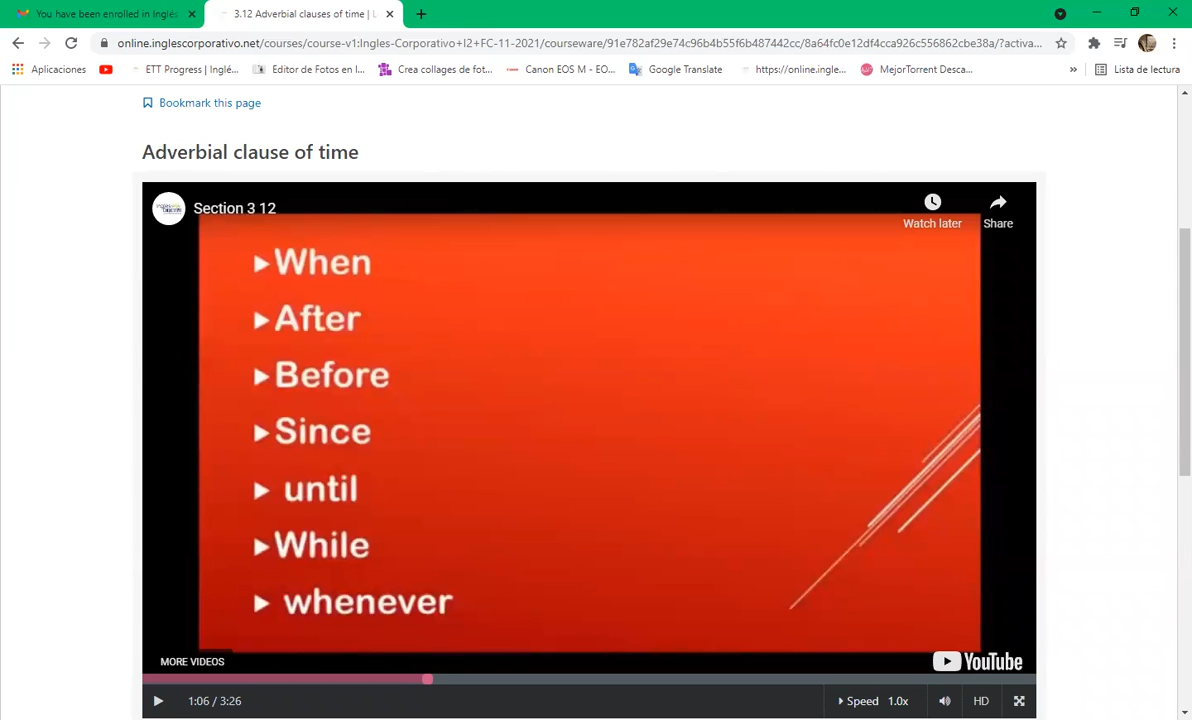 You have been enrolled in Inglés
3.12 Adverbial clauses of time | L
online.inglescorporativo.net/courses/course-v1:Ingles-Corporativo+I2+FC-11-2021/courseware/91e782af29e74c96b4b55f6b487442cc/8a64fc0e12df4cca926c556862cbe38a/?activa...
Aplicaciones
ETT Progress | Inglé...
Editor de Fotos en l...
Crea collages de fot...
Canon EOS M - EO...
Google Translate
https://online.ingle...
MejorTorrent Desca...
»
Lista de lectura
Bookmark this page
Adverbial clause of time
Section 3 12
Watch later
Share
When
After
Before
Since
until
While
whenever
MORE VIDEOS
YouTube
1:06 / 3:26
Speed 1.0x
HD